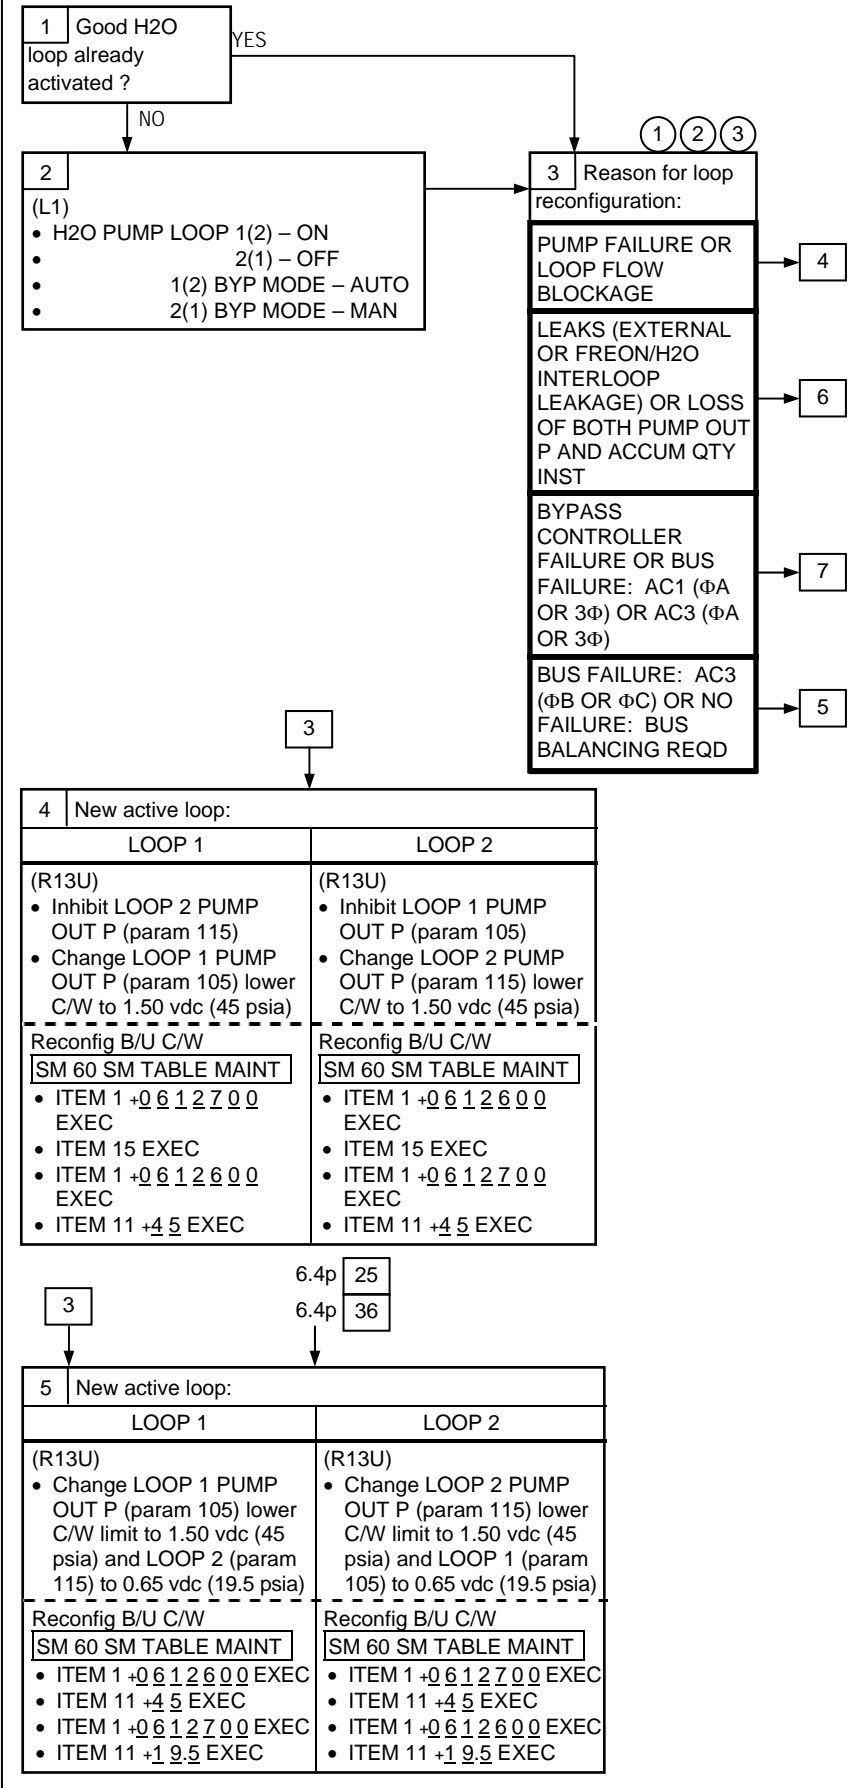 1 Good H2O
loop already
activated ?
YES
NO
2
(L1)
• H2O PUMP LOOP 1(2) – ON
• 2(1) – OFF
• 1(2) BYP MODE – AUTO
• 2(1) BYP MODE – MAN
1 2 3
3 Reason for loop
reconfiguration:
PUMP FAILURE OR
LOOP FLOW
BLOCKAGE
4
LEAKS (EXTERNAL
OR FREON/H2O
INTERLOOP
LEAKAGE) OR LOSS
OF BOTH PUMP OUT
P AND ACCUM QTY
INST
6
BYPASS
CONTROLLER
FAILURE OR BUS
FAILURE: AC1 (ΦA
OR 3Φ) OR AC3 (ΦA
OR 3Φ)
7
BUS FAILURE: AC3
(ΦB OR ΦC) OR NO
FAILURE: BUS
BALANCING REQD
5
3
4 New active loop:
LOOP 1
(R13U)
• Inhibit LOOP 2 PUMP
OUT P (param 115)
• Change LOOP 1 PUMP
OUT P (param 105) lower
C/W to 1.50 vdc (45 psia)
Reconfig B/U C/W
SM 60 SM TABLE MAINT
• ITEM 1 +0 6 1 2 7 0 0
EXEC
• ITEM 15 EXEC
• ITEM 1 +0 6 1 2 6 0 0
EXEC
• ITEM 11 +4 5 EXEC
LOOP 2
(R13U)
• Inhibit LOOP 1 PUMP
OUT P (param 105)
• Change LOOP 2 PUMP
OUT P (param 115) lower
C/W to 1.50 vdc (45 psia)
Reconfig B/U C/W
SM 60 SM TABLE MAINT
• ITEM 1 +0 6 1 2 6 0 0
EXEC
• ITEM 15 EXEC
• ITEM 1 +0 6 1 2 7 0 0
EXEC
• ITEM 11 +4 5 EXEC
3
6.4p 25
6.4p 36
5 New active loop:
LOOP 1
(R13U)
• Change LOOP 1 PUMP
OUT P (param 105) lower
C/W limit to 1.50 vdc (45
psia) and LOOP 2 (param
115) to 0.65 vdc (19.5 psia)
Reconfig B/U C/W
SM 60 SM TABLE MAINT
• ITEM 1 +0 6 1 2 6 0 0 EXEC
• ITEM 11 +4 5 EXEC
• ITEM 1 +0 6 1 2 7 0 0 EXEC
• ITEM 11 +1 9.5 EXEC
LOOP 2
(R13U)
• Change LOOP 2 PUMP
OUT P (param 115) lower
C/W limit to 1.50 vdc (45
psia) and LOOP 1 (param
105) to 0.65 vdc (19.5 psia)
Reconfig B/U C/W
SM 60 SM TABLE MAINT
• ITEM 1 +0 6 1 2 7 0 0 EXEC
• ITEM 11 +4 5 EXEC
• ITEM 1 +0 6 1 2 6 0 0 EXEC
• ITEM 11 +1 9.5 EXEC